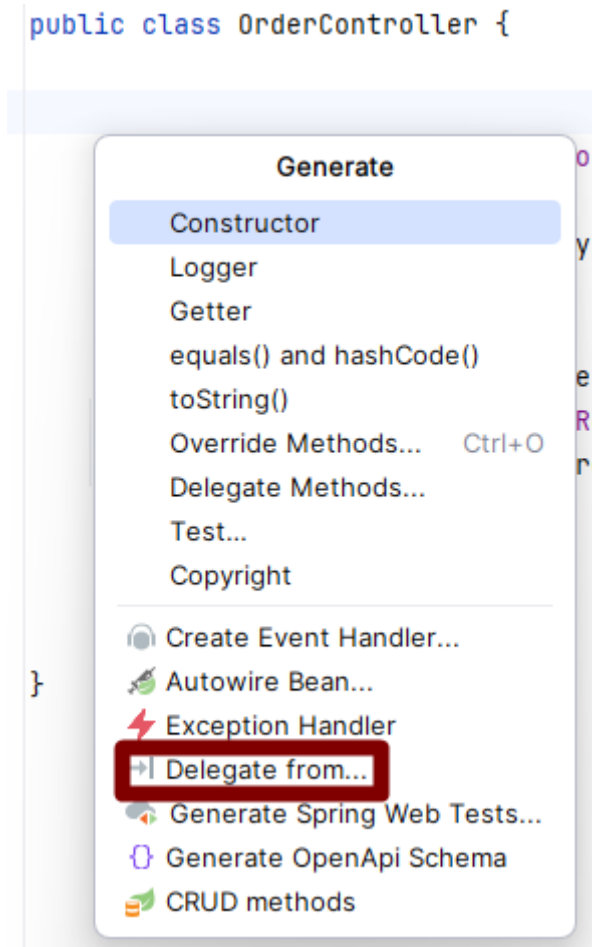 public class OrderController {
Generate
o
Constructor
y
Logger
Getter
equals() and hashCode()
e
toString()
R
Override Methods... Ctrl+O
r
Delegate Methods...
Test...
Copyright
Create Event Handler...
}
Autowire Bean...
Exception Handler
Delegate from...
Generate Spring Web Tests...
Generate OpenApi Schema
CRUD methods